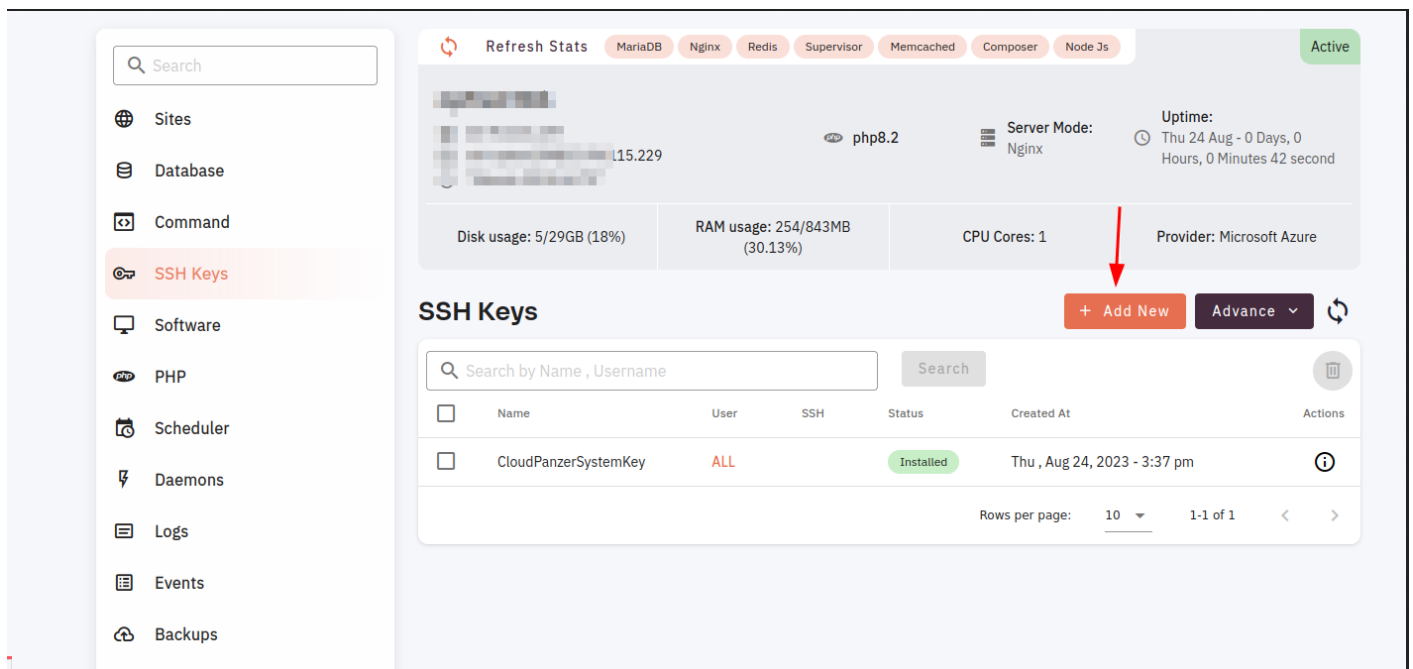 Search
Sites
Database
Command
SSH Keys
Software
PHP
Scheduler
Daemons
Logs
Events
Backups
Refresh Stats MariaDB Nginx Redis Supervisor Memcached Composer Node Js Active
115.229
php php8.2
Server Mode:
Nginx
Uptime:
Thu 24 Aug - 0 Days, 0
Hours, 0 Minutes 42 second
Disk usage: 5/29GB (18%)
RAM usage: 254/843MB
(30.13%)
CPU Cores: 1
Provider: Microsoft Azure
SSH Keys
+ Add New
Advance
Search by Name , Username
Search
Name User SSH Status Created At Actions
CloudPanzerSystemKey ALL Installed Thu , Aug 24, 2023 - 3:37 pm
Rows per page: 10 1-1 of 1 < >